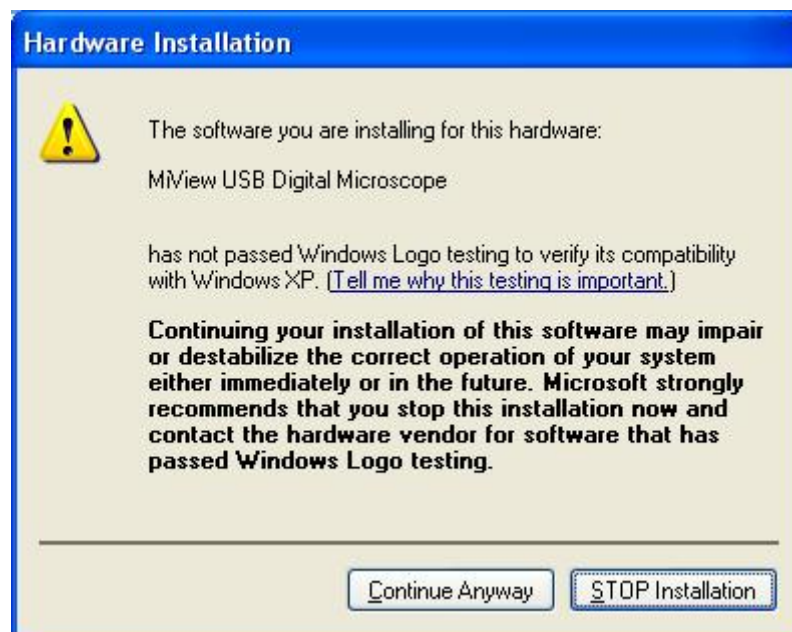 Hardware Installation
The software you are installing for this hardware:
MiView USB Digital Microscope
has not passed Windows Logo testing to verify its compatibility
with Windows XP. (Tell me why this testing is important.)
Continuing your installation of this software may impair
or destabilize the correct operation of your system
either immediately or in the future. Microsoft strongly
recommends that you stop this installation now and
contact the hardware vendor for software that has
passed Windows Logo testing.
Continue Anyway STOP Installation